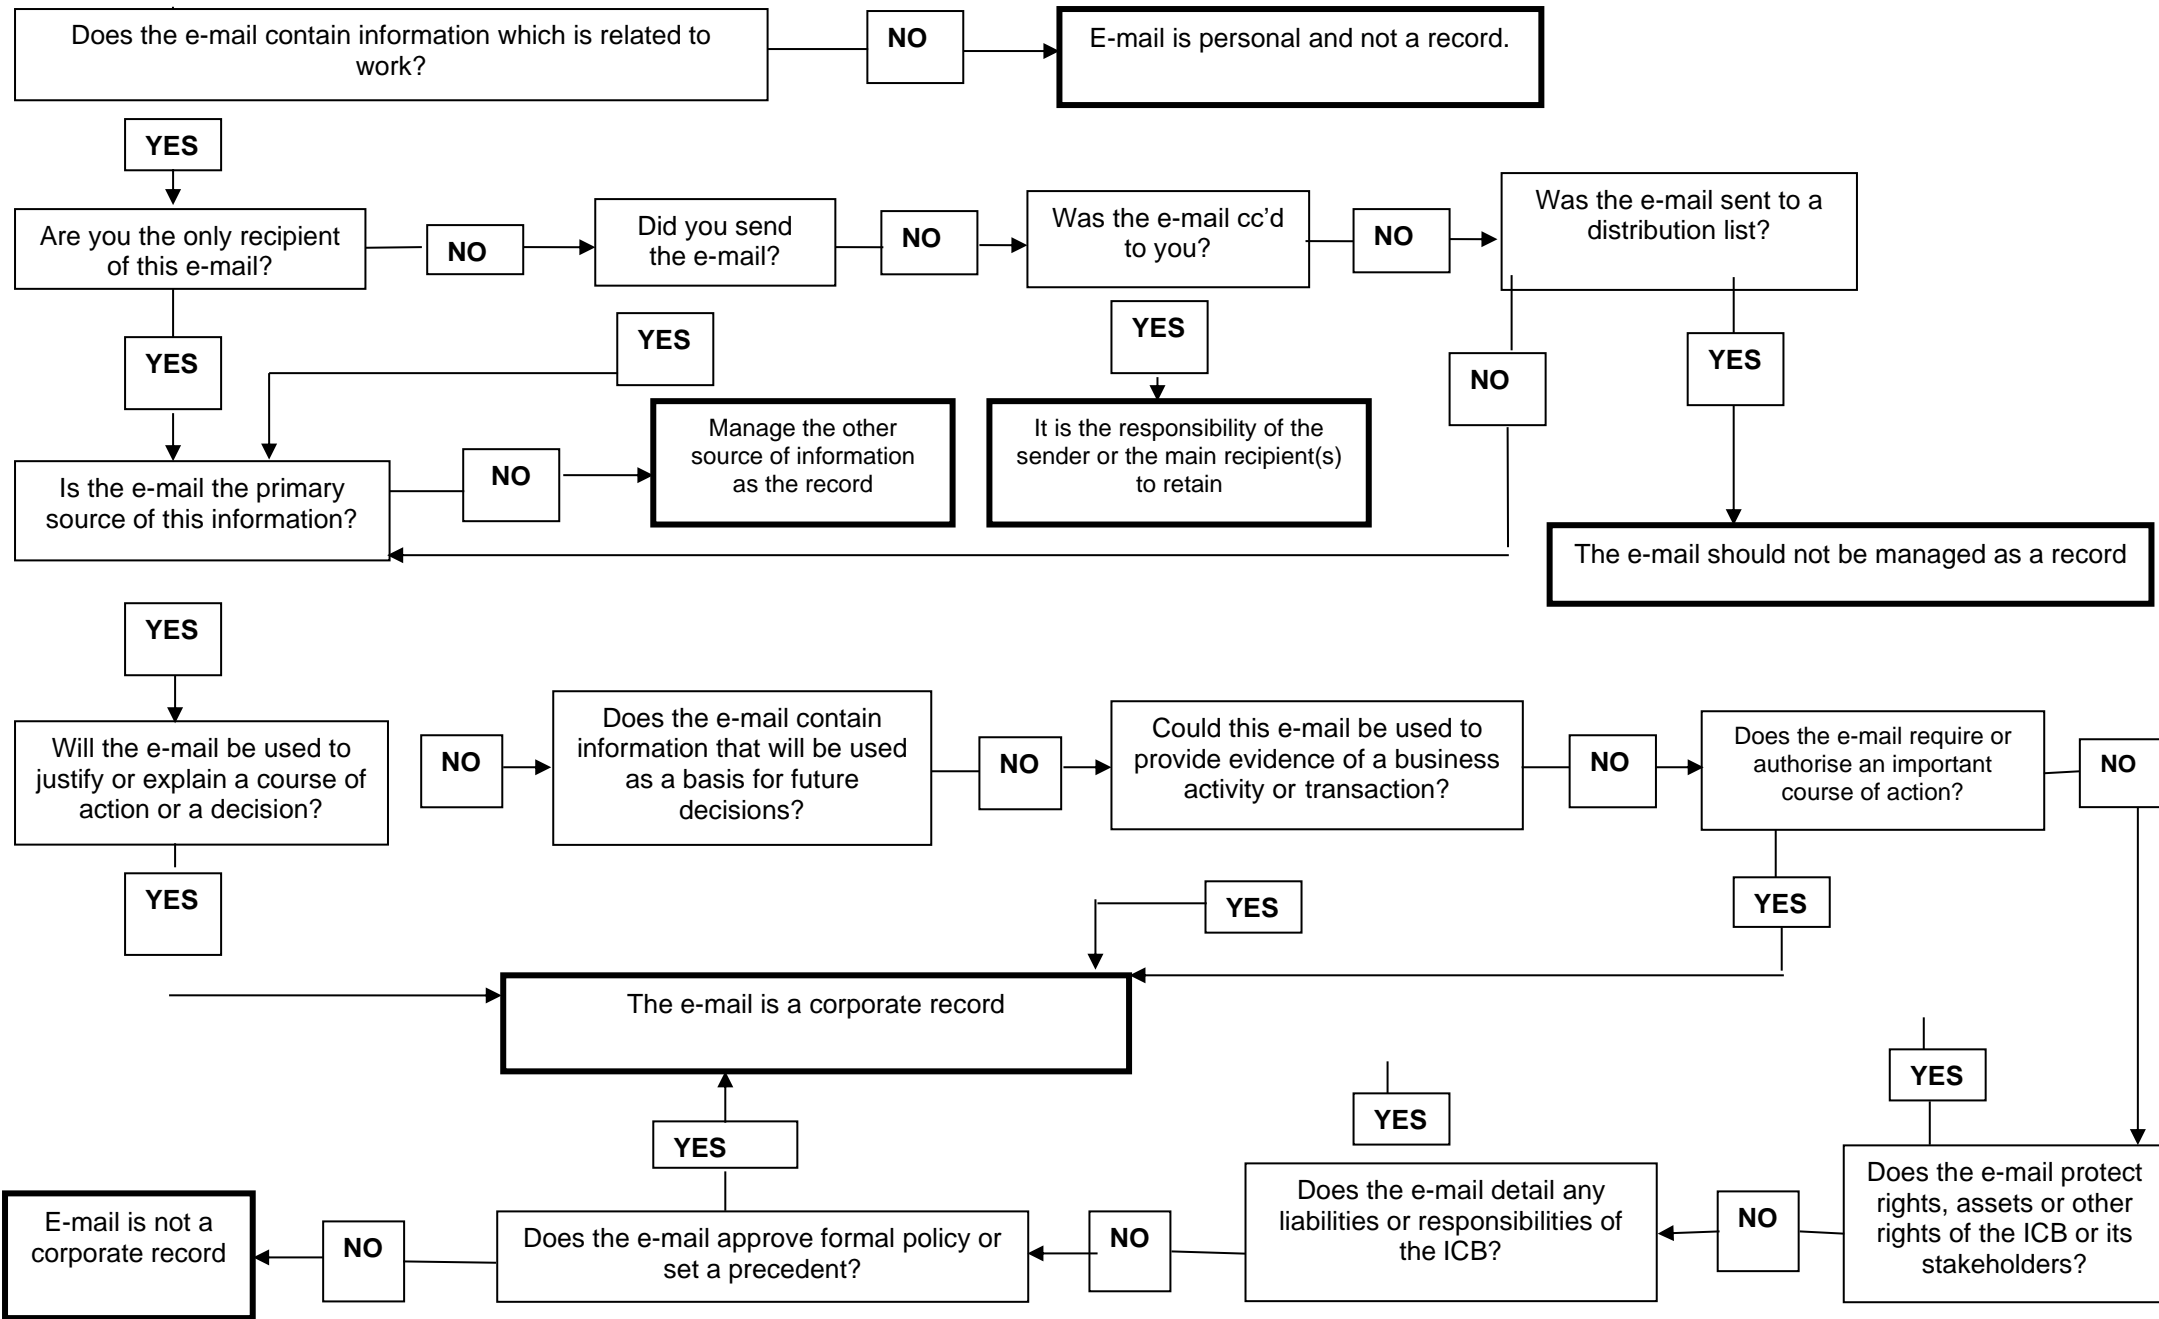 Does the e-mail contain information which is related to
work?
NO
E-mail is personal and not a record.
YES
Are you the only recipient
of this e-mail?
NO
Did you send
the e-mail?
NO
Was the e-mail cc’d
to you?
NO
Was the e-mail sent to a
distribution list?
YES
YES
YES
NO
YES
Is the e-mail the primary
source of this information?
NO
Manage the other
source of information
as the record
It is the responsibility of the
sender or the main recipient(s)
to retain
The e-mail should not be managed as a record
YES
Will the e-mail be used to
justify or explain a course of
action or a decision?
NO
Does the e-mail contain
information that will be used
as a basis for future
decisions?
NO
Could this e-mail be used to
provide evidence of a business
activity or transaction?
NO
Does the e-mail require or
authorise an important
course of action?
NO
YES
YES
YES
The e-mail is a corporate record
YES
YES
YES
E-mail is not a
corporate record
NO
Does the e-mail approve formal policy or
set a precedent?
NO
Does the e-mail detail any
liabilities or responsibilities of
the ICB?
NO
Does the e-mail protect
rights, assets or other
rights of the ICB or its
stakeholders?